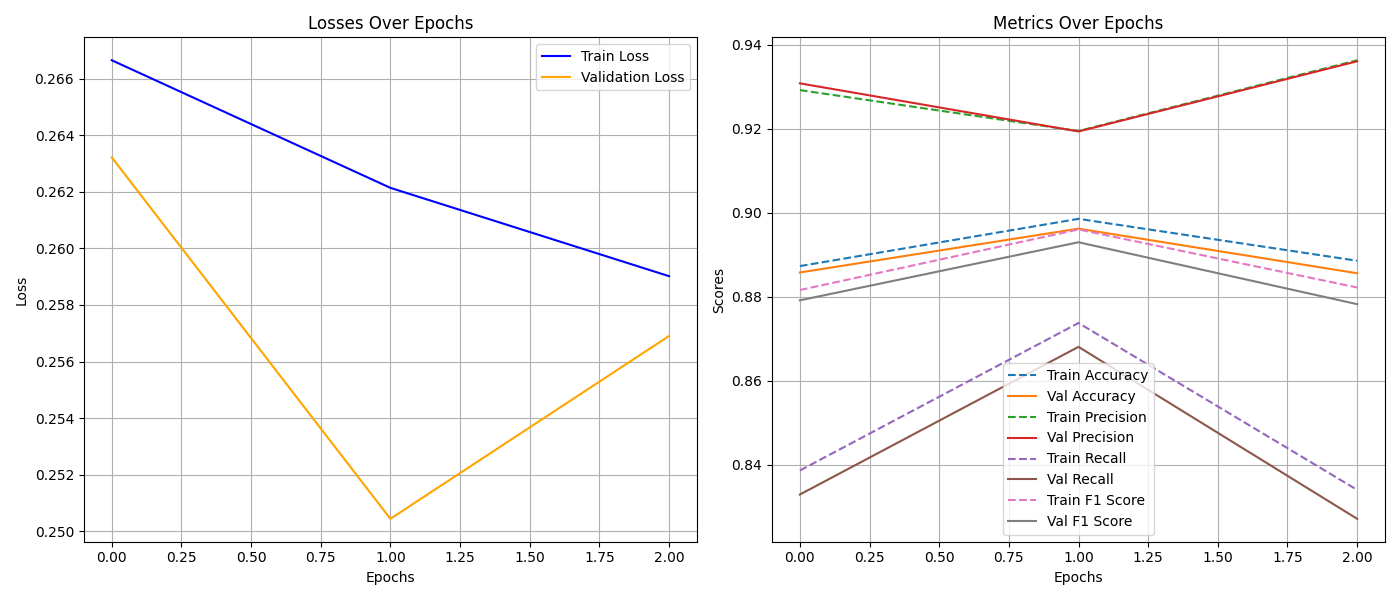 Losses Over Epochs
Train Loss
Validation Loss
0.266
0.264
0.262
0.260
0.258
0.256
0.254
0.252
0.250
Loss
0.00 0.25 0.50 0.75 1.00 1.25 1.50 1.75 2.00
Epochs
Metrics Over Epochs
0.94
0.92
0.90
0.88
0.86
0.84
Scores
Train Accuracy
Val Accuracy
Train Precision
Val Precision
Train Recall
Val Recall
Train F1 Score
Val F1 Score
0.00 0.25 0.50 0.75 1.00 1.25 1.50 1.75 2.00
Epochs